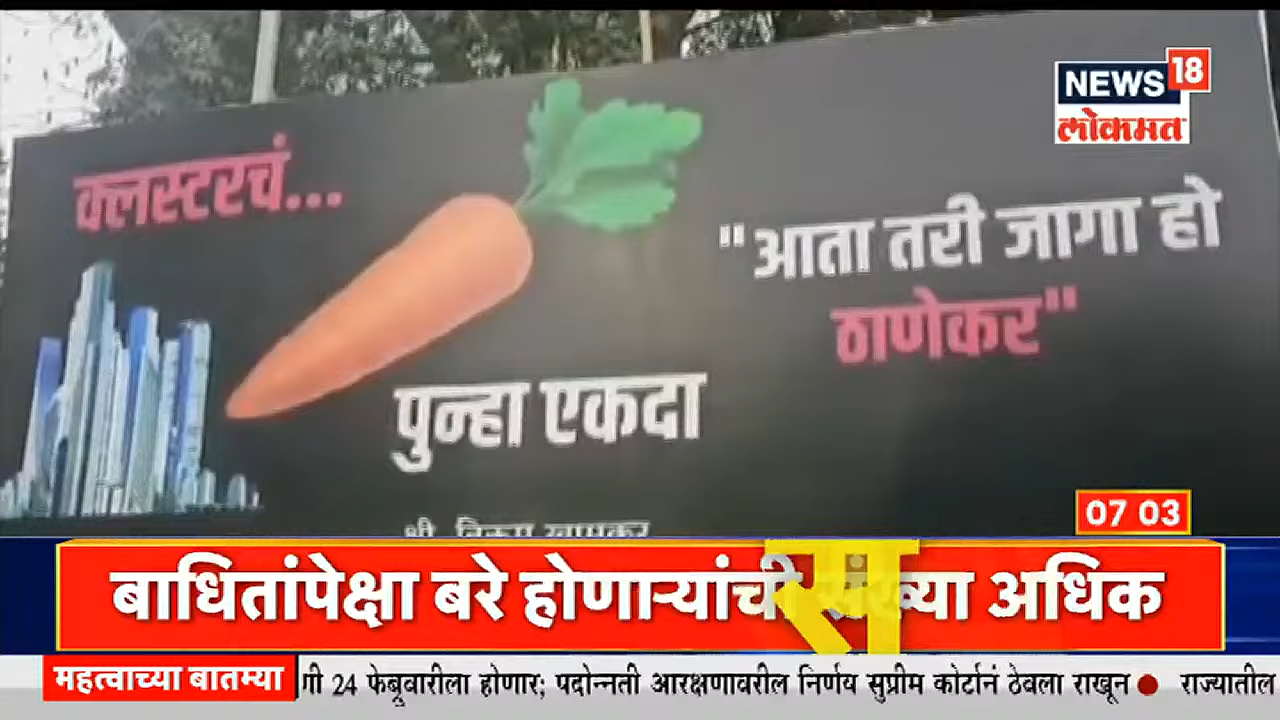 NEWS 18
लोकमत
क्लस्टरचं...
"आता तरी जागा हो
ठाणेकर"
पुन्हा एकदा
श्री.
07 03
बाधितांपेक्षा बरे होणाऱ्यांची संख्या अधिक
स
महत्वाच्या बातम्या
गी 24 फेब्रुवारीला होणार; पदोन्नती आरक्षणावरील निर्णय सुप्रीम कोर्टानं ठेवला राखून ● राज्यातील